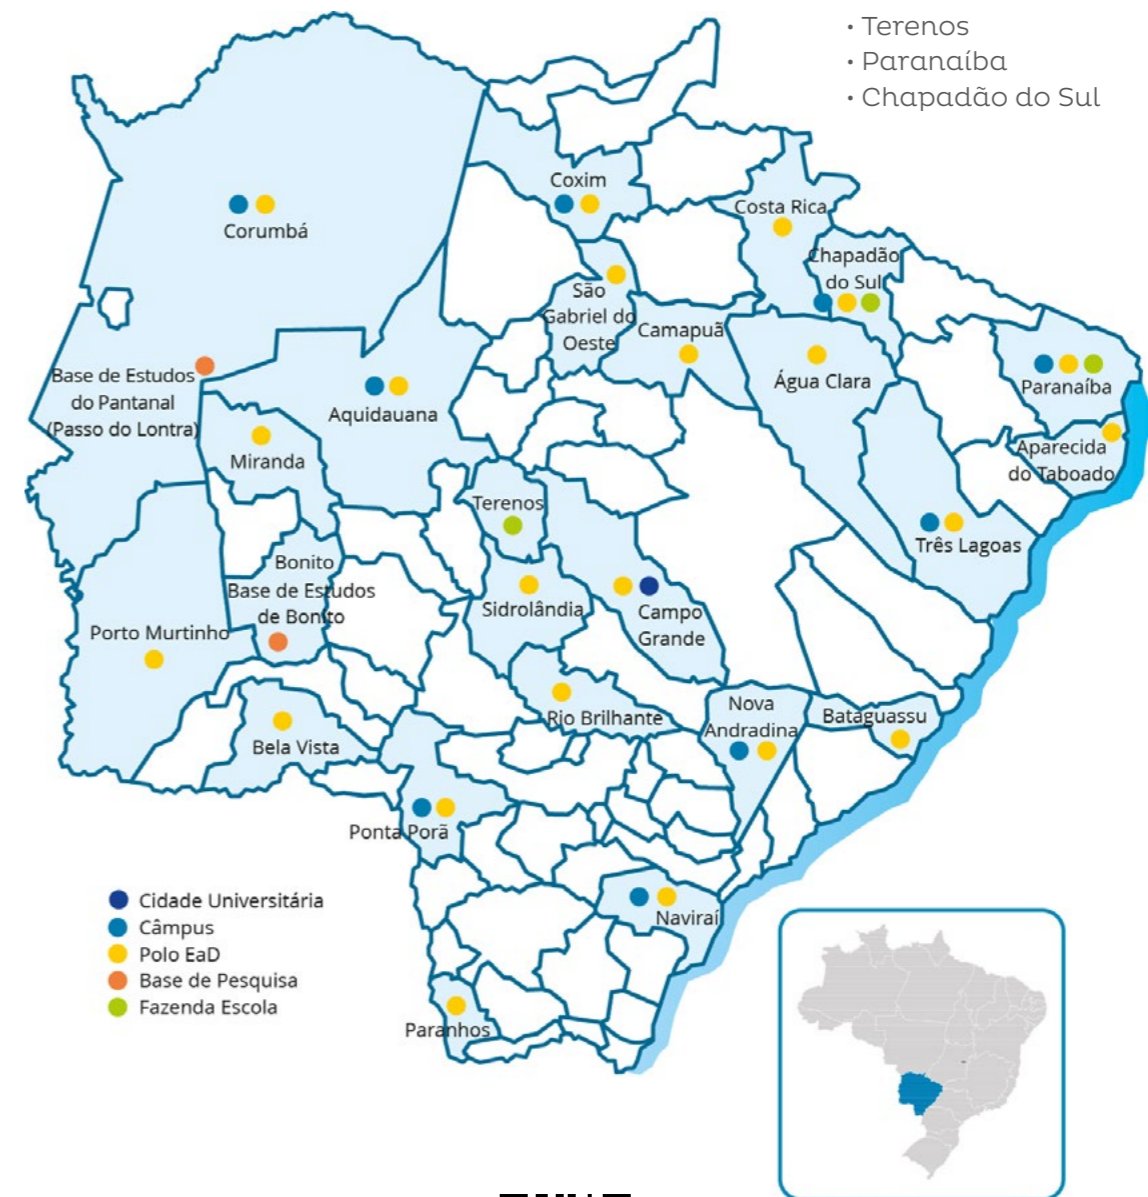 • Terenos
• Paranaíba
• Chapadão do Sul
Coxim
Costa Rica
Corumbá
Chapadão
do Sul
São
Gabriel do
Oeste
Camapuã
Base de Estudos
do Pantanal
(Passo do Lontra)
Aquidauana
Água Clara
Paranaíba
Miranda
Aparecida
do Taboado
Terenos
Três Lagoas
Bonito
Base de Estudos
de Bonito
Sidrolândia
Campo
Grande
Porto Murtinho
Rio Brilhante
Nova
Andradina
Bataguassu
Bela Vista
Ponta Porã
Cidade Universitária
Câmpus
Polo EaD
Base de Pesquisa
Fazenda Escola
Naviraí
Paranhos